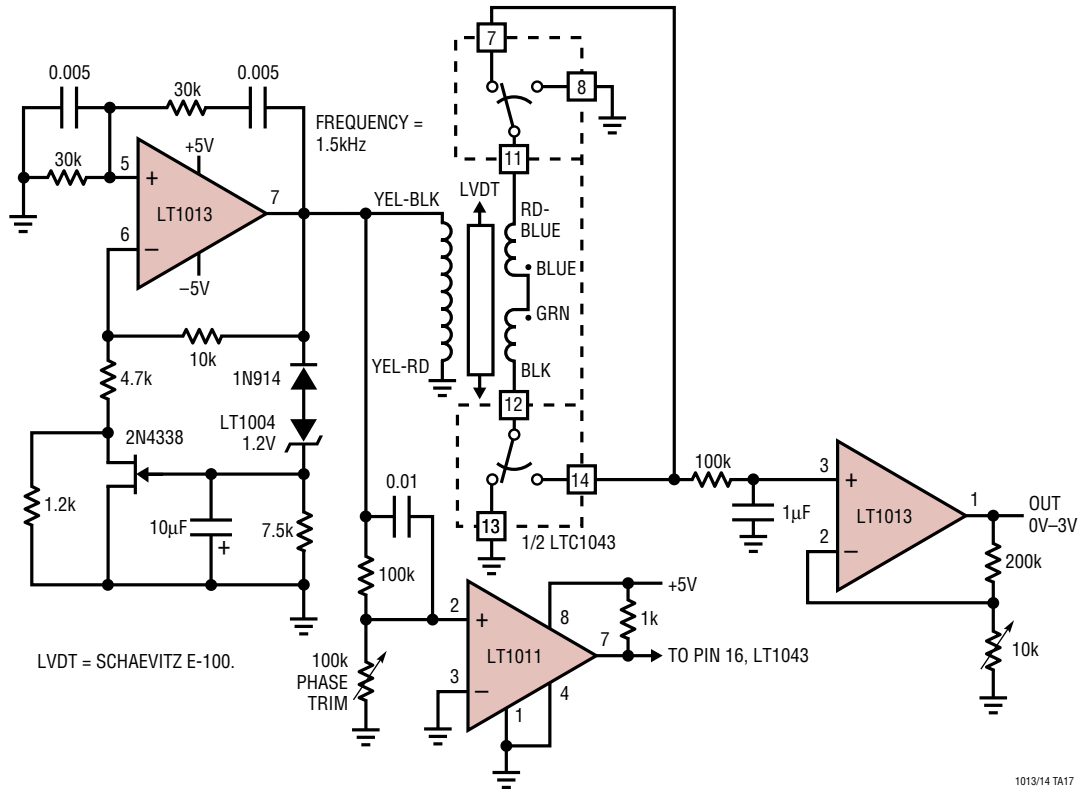 0.005
30k
0.005
FREQUENCY =
1.5kHz
30k
5
+
+5V
LT1013
7
6
–
–5V
10k
4.7k
1N914
LT1004
1.2V
2N4338
1.2k
10µF
+
7.5k
LVDT = SCHAEVITZ E-100.
YEL-BLK
YEL-RD
LVDT
7
8
11
RD-
BLUE
BLUE
GRN
BLK
12
14
13
1/2 LTC1043
0.01
100k
100k
PHASE
TRIM
2
+
3
–
LT1011
8
+5V
1k
7
TO PIN 16, LT1043
4
1
100k
1µF
3
+
LT1013
2
–
1
OUT
0V–3V
200k
10k
1013/14 TA17